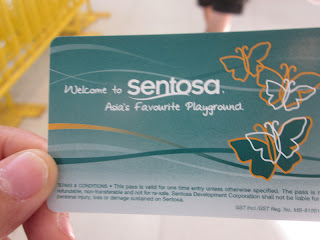 Welcome to sentosa.
Asia's Favourite Playground.
TERMS & CONDITIONS • This pass is valid for one time entry unless otherwise specified. The pass is
refundable, non-transferable and not for re-sale. Sentosa Development Corporation shall not be liable for
personal injury, loss or damage sustained on Sentosa.
GST Incl./GST Reg. No.